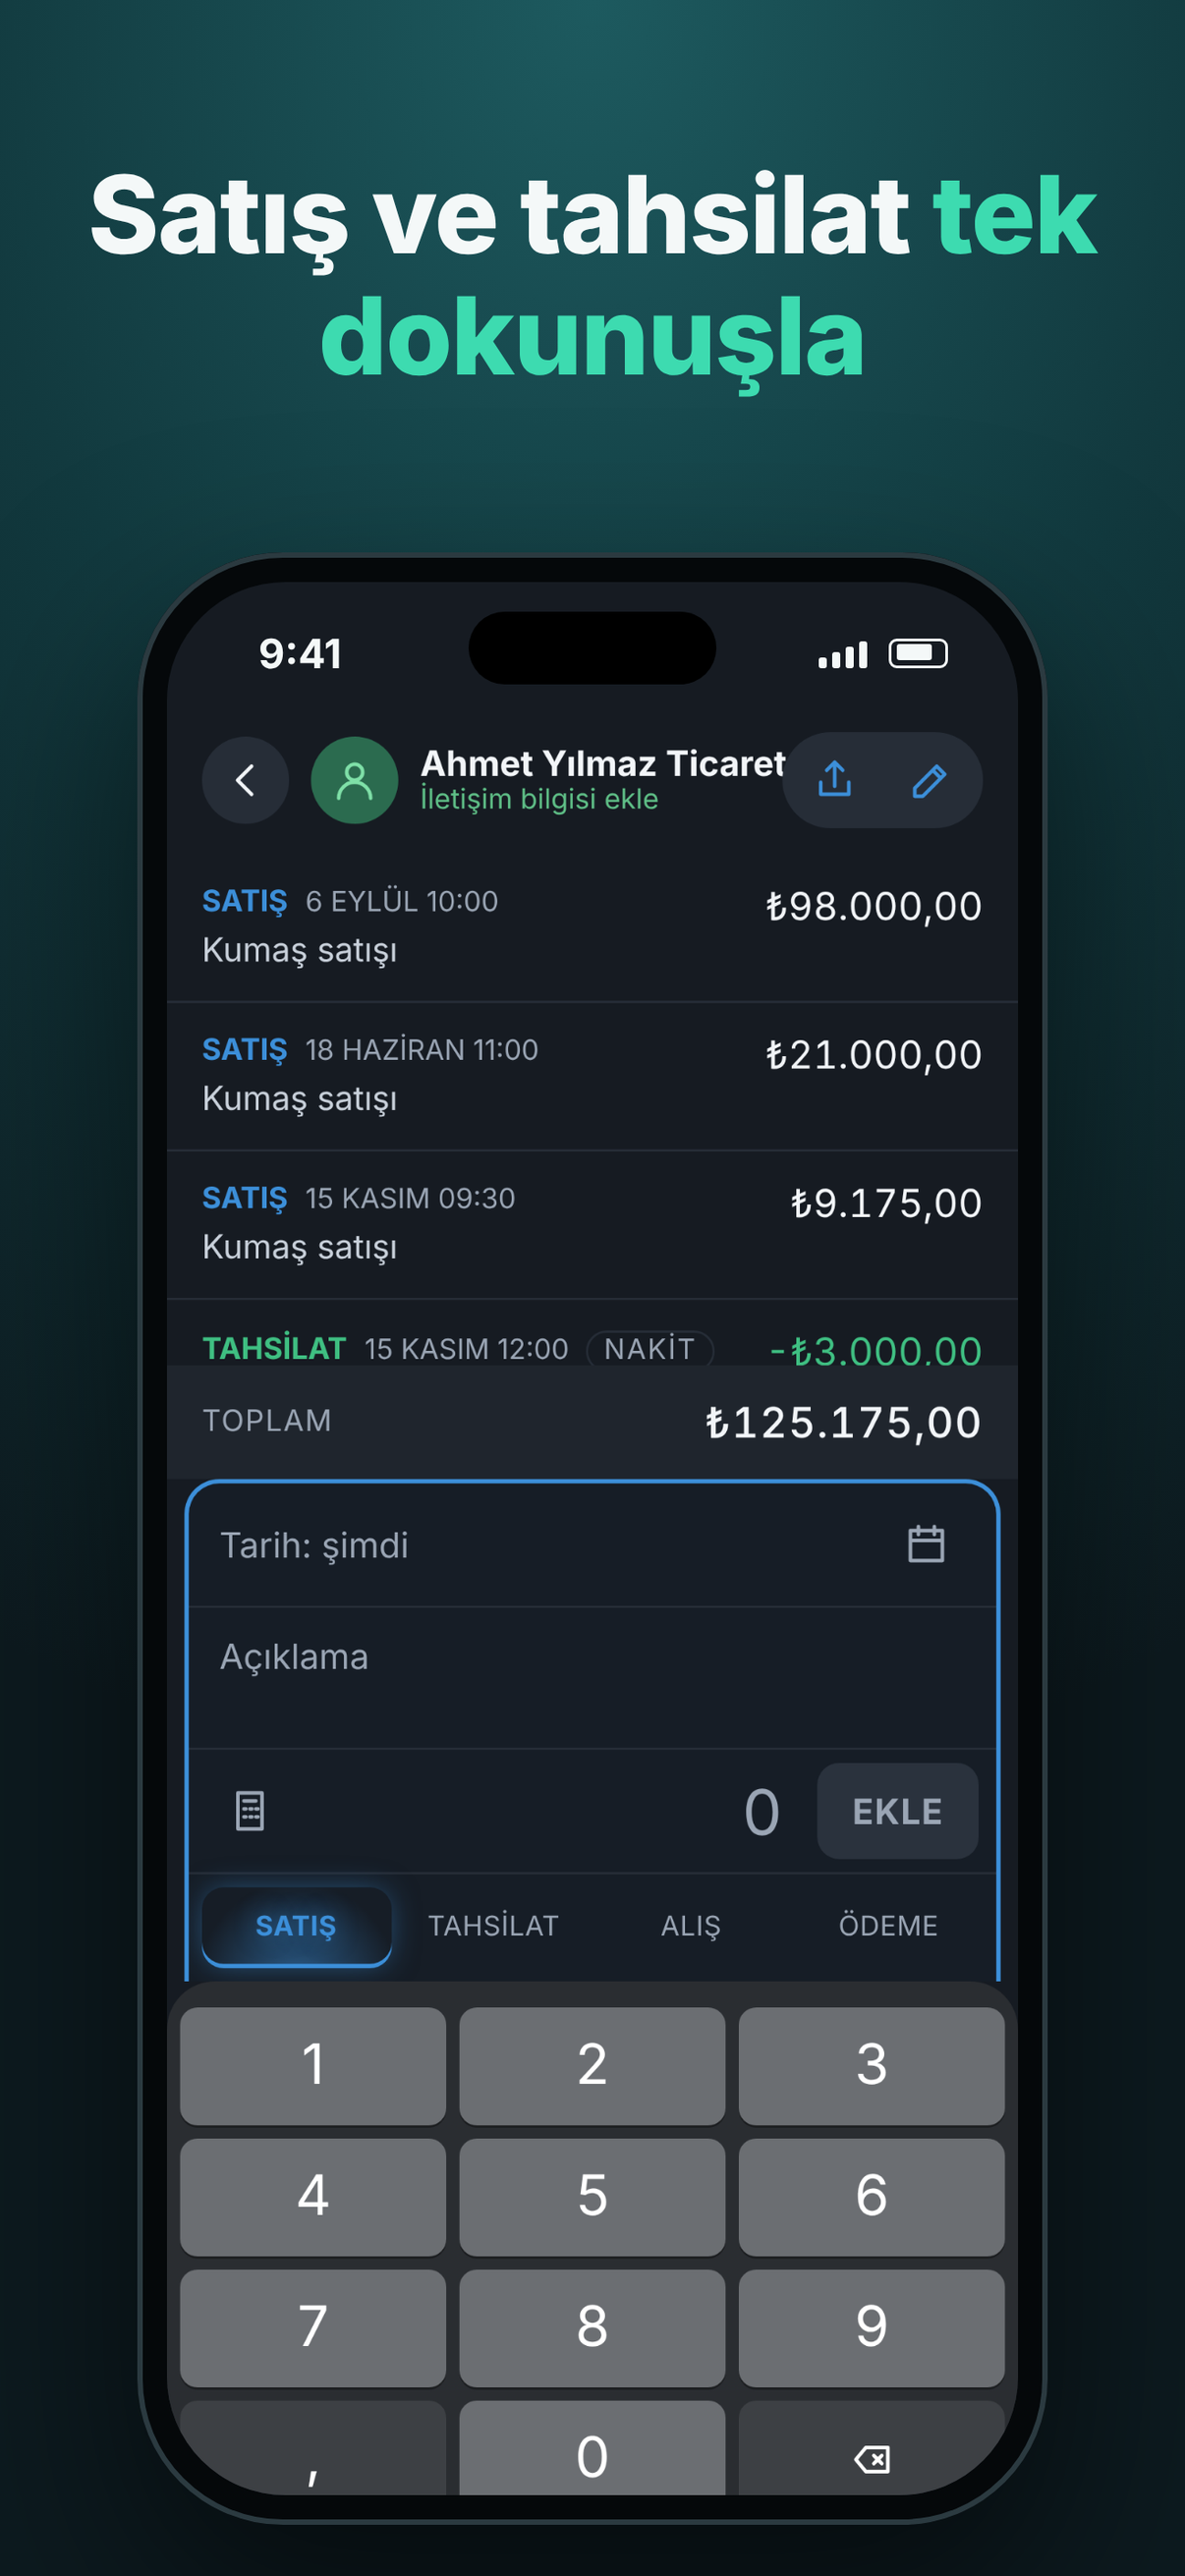 Satış ve tahsilat tek
dokunuşla
9:41
Ahmet Yılmaz Ticaret
İletişim bilgisi ekle
SATIŞ 6 EYLÜL 10:00 ₺98.000,00
Kumaş satışı
SATIŞ 18 HAZİRAN 11:00 ₺21.000,00
Kumaş satışı
SATIŞ 15 KASIM 09:30 ₺9.175,00
Kumaş satışı
TAHSİLAT 15 KASIM 12:00 NAKİT -₺3.000,00
TOPLAM ₺125.175,00
Tarih: şimdi
Açıklama
0 EKLE
SATIŞ TAHSİLAT ALIŞ ÖDEME
1 2 3
4 5 6
7 8 9
, 0